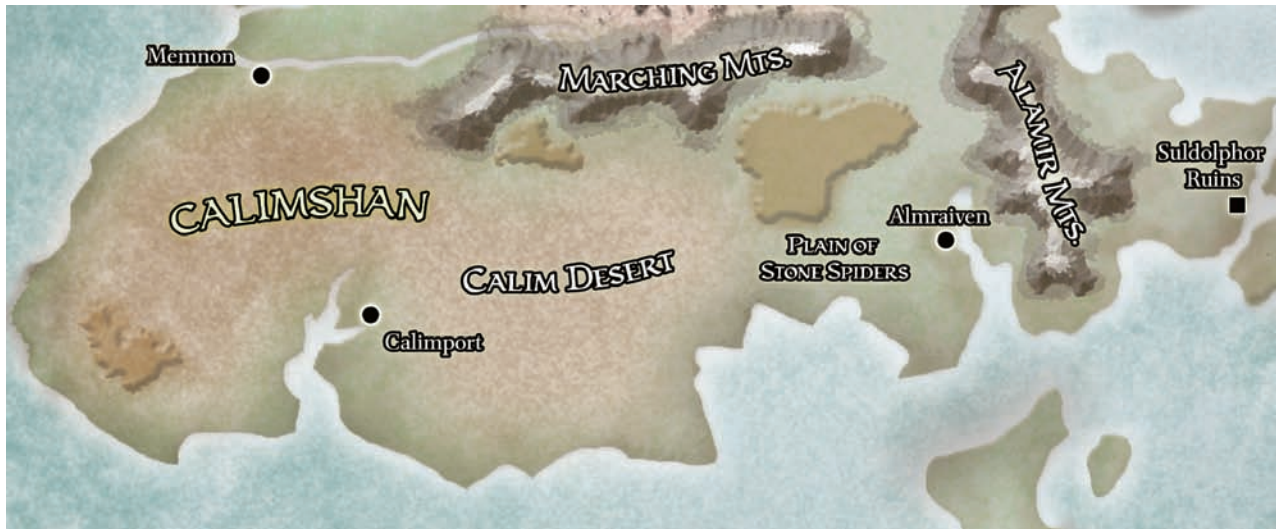 Memnon
MARCHING MTS.
ALAMIR MTS.
Suldolphor
Ruins
CALIMSHAN
Almraiven
PLAIN OF
STONE SPIDERS
CALIM DESERT
Calimport